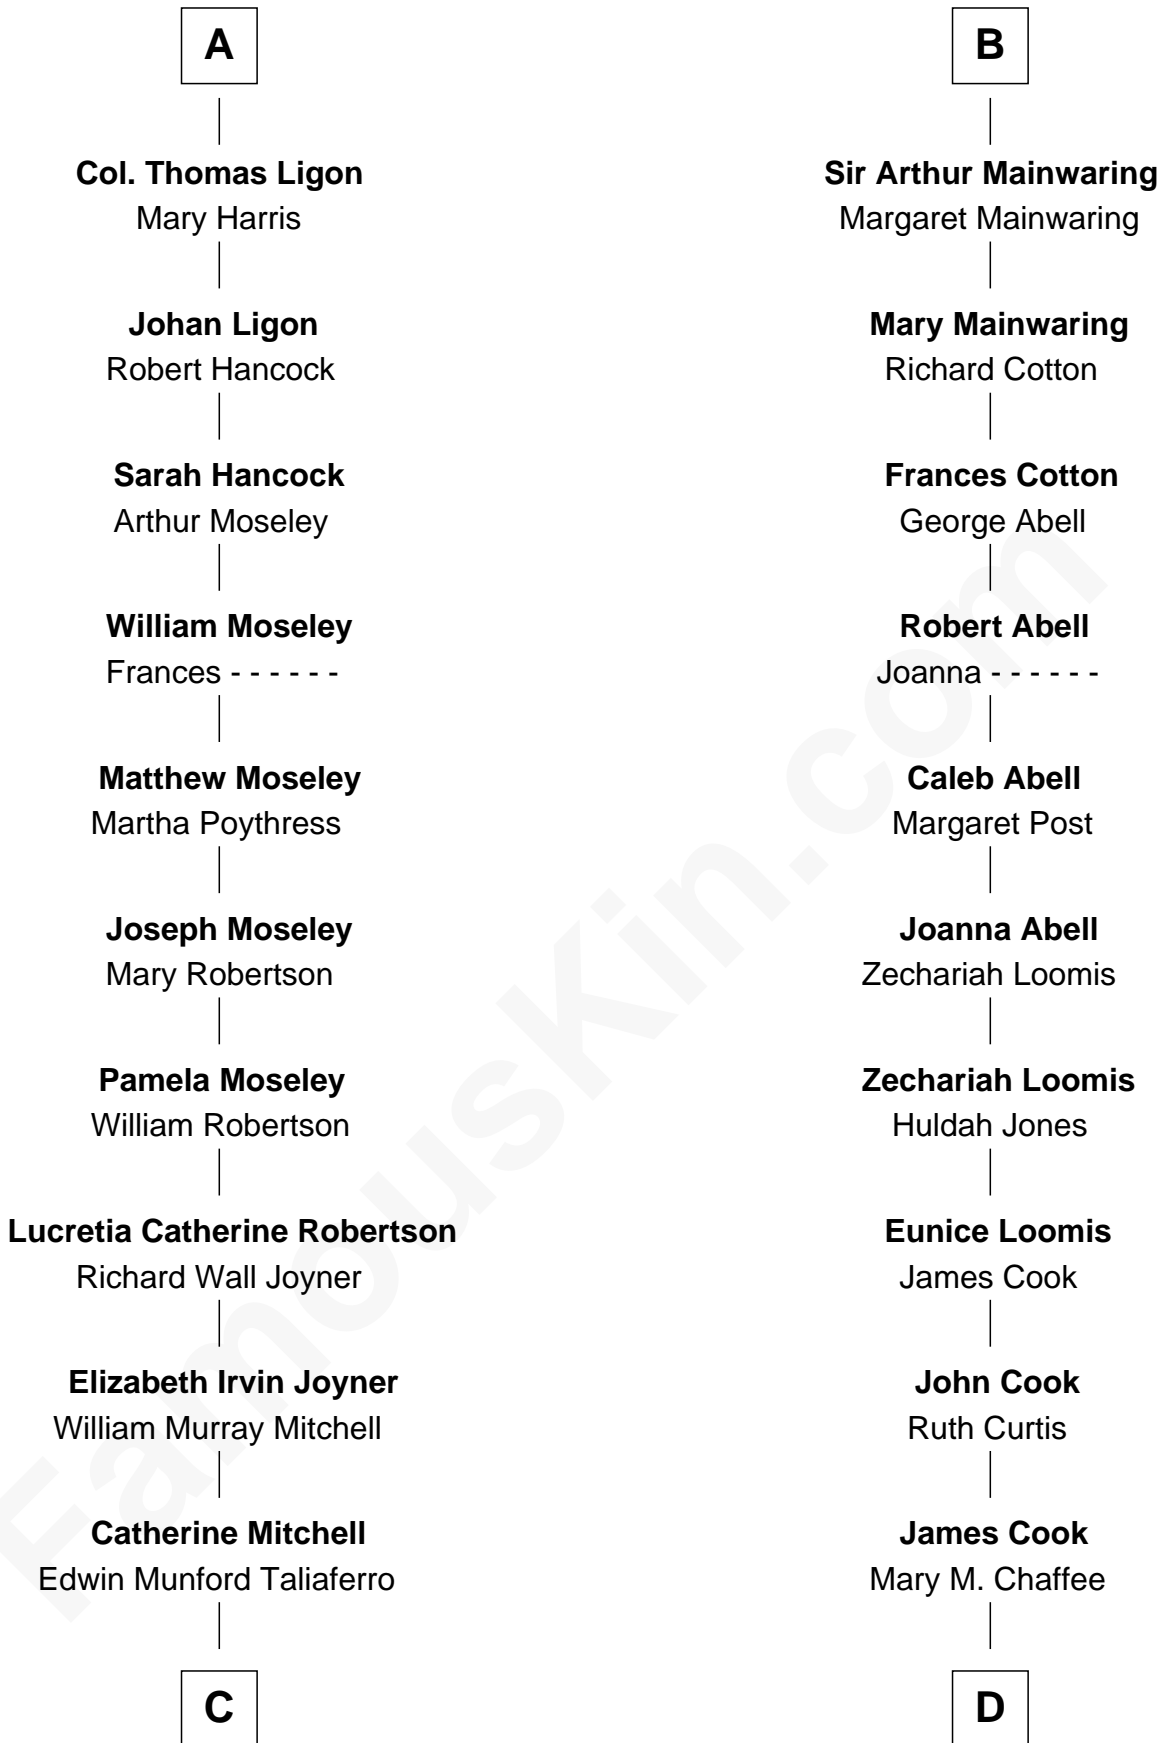 A
Col. Thomas Ligon
Mary Harris
Johan Ligon
Robert Hancock
Sarah Hancock
Arthur Moseley
William Moseley
Frances - - - - - -
Matthew Moseley
Martha Poythress
Joseph Moseley
Mary Robertson
Pamela Moseley
William Robertson
Lucretia Catherine Robertson
Richard Wall Joyner
Elizabeth Irvin Joyner
William Murray Mitchell
Catherine Mitchell
Edwin Munford Taliaferro
C
B
Sir Arthur Mainwaring
Margaret Mainwaring
Mary Mainwaring
Richard Cotton
Frances Cotton
George Abell
Robert Abell
Joanna - - - - - -
Caleb Abell
Margaret Post
Joanna Abell
Zechariah Loomis
Zechariah Loomis
Huldah Jones
Eunice Loomis
James Cook
John Cook
Ruth Curtis
James Cook
Mary M. Chaffee
D
FamousKin.com